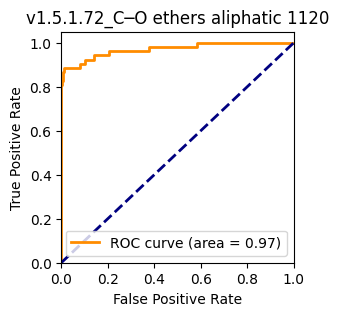 v1.5.1.72_C─O ethers aliphatic 1120
True Positive Rate
1.0
0.8
0.6
0.4
0.2
0.0
ROC curve (area = 0.97)
0.0 0.2 0.4 0.6 0.8 1.0
False Positive Rate